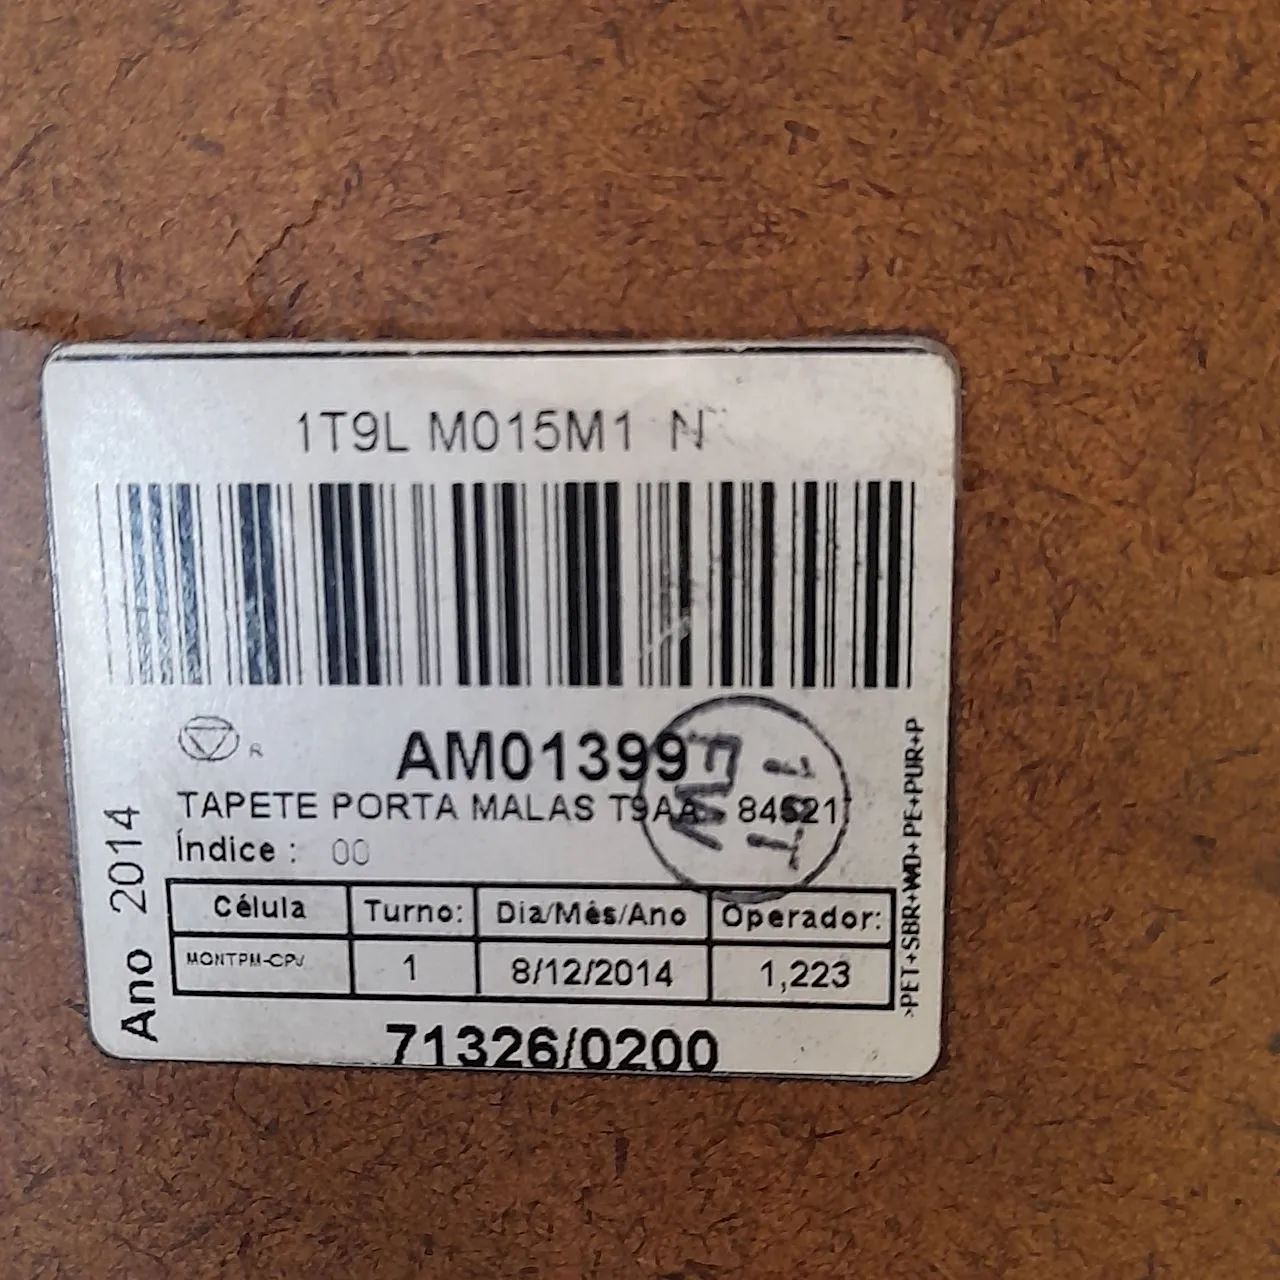 1T9L M015M1 N
R
AM01399
TAPETE PORTA MALAS T9AA 84521
Índice : 00
Célula Turno: Dia/Mês/Ano Operador:
MONTPM-CPV 1 8/12/2014 1,223
71326/0200
Ano 2014
>PET+SBR+WD+PE+PUR+P